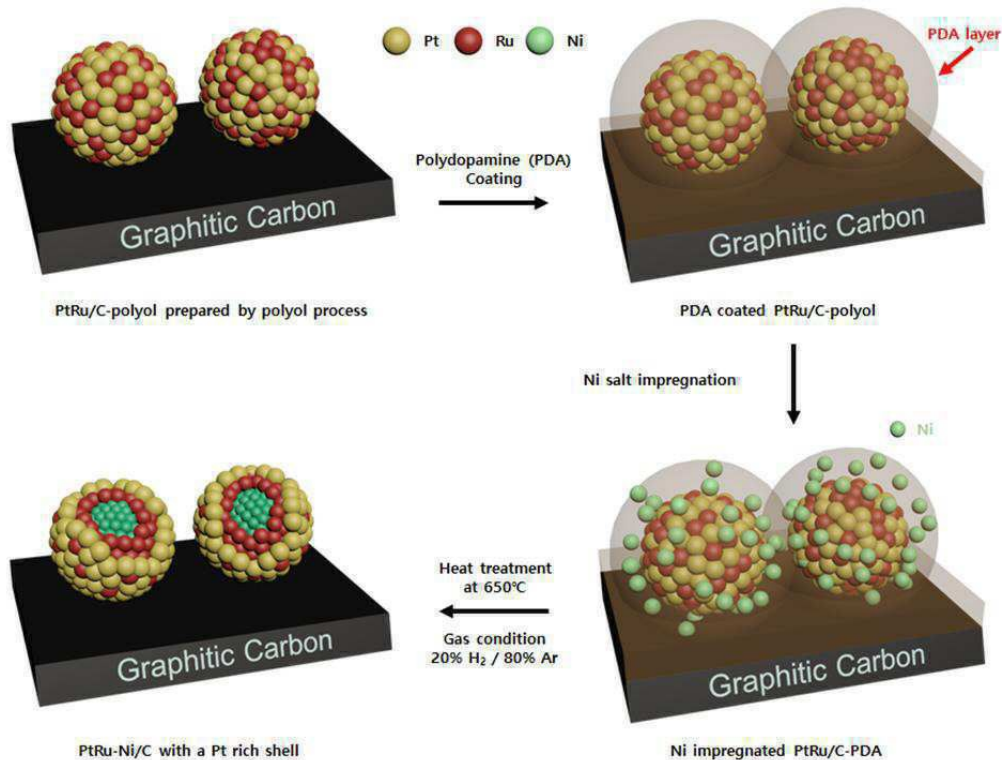 Pt Ru Ni
PDA layer
Graphitic Carbon
Polydopamine (PDA)
Coating
Graphitic Carbon
PtRu/C-polyol prepared by polyol process
PDA coated PtRu/C-polyol
Ni salt impregnation
Ni
Graphitic Carbon
Heat treatment
at 650℃
Gas condition
20% H₂ / 80% Ar
Graphitic Carbon
PtRu-Ni/C with a Pt rich shell
Ni impregnated PtRu/C-PDA